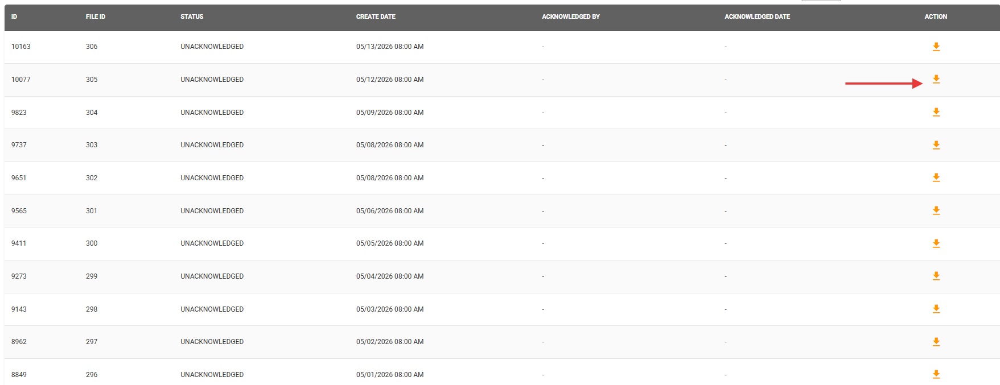 ID FILE ID STATUS CREATE DATE ACKNOWLEDGED BY ACKNOWLEDGED DATE ACTION
10163 306 UNACKNOWLEDGED 05/13/2026 08:00 AM - -
10077 305 UNACKNOWLEDGED 05/12/2026 08:00 AM - -
9823 304 UNACKNOWLEDGED 05/09/2026 08:00 AM - -
9737 303 UNACKNOWLEDGED 05/08/2026 08:00 AM - -
9651 302 UNACKNOWLEDGED 05/08/2026 08:00 AM - -
9565 301 UNACKNOWLEDGED 05/06/2026 08:00 AM - -
9411 300 UNACKNOWLEDGED 05/05/2026 08:00 AM - -
9273 299 UNACKNOWLEDGED 05/04/2026 08:00 AM - -
9143 298 UNACKNOWLEDGED 05/03/2026 08:00 AM - -
8962 297 UNACKNOWLEDGED 05/02/2026 08:00 AM - -
8849 296 UNACKNOWLEDGED 05/01/2026 08:00 AM - -